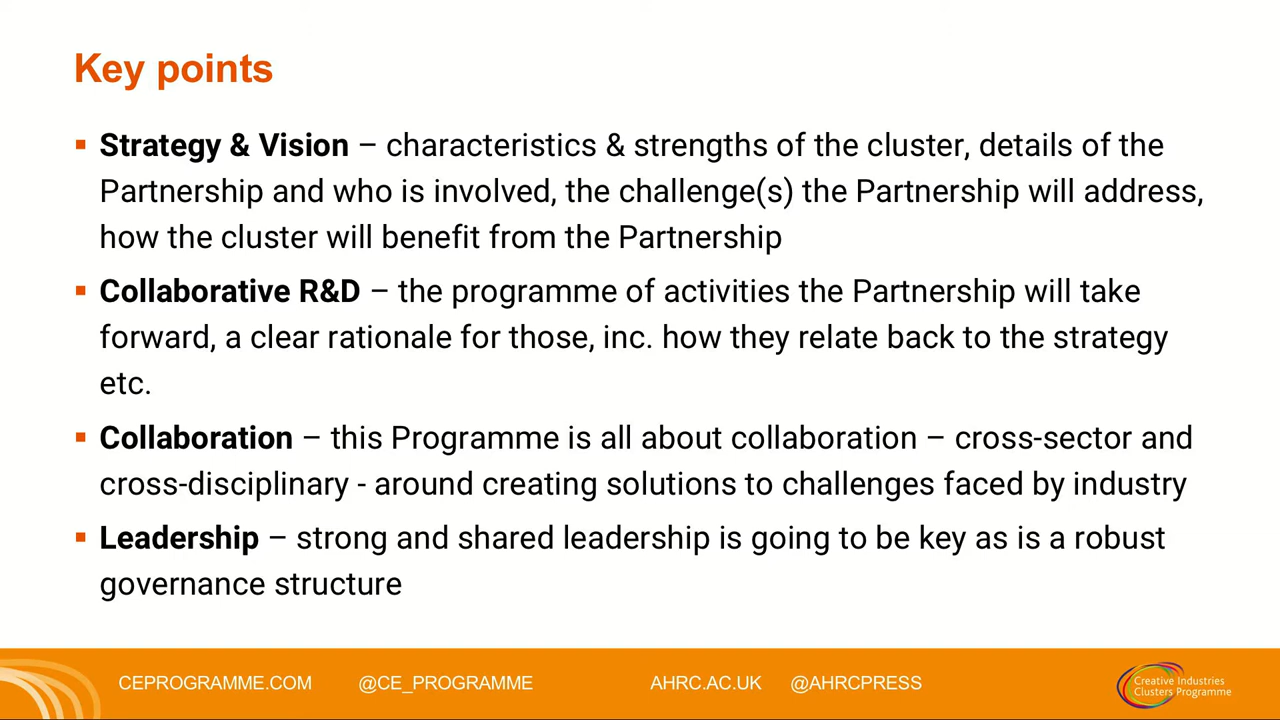 Key points
Strategy & Vision – characteristics & strengths of the cluster, details of the
Partnership and who is involved, the challenge(s) the Partnership will address,
how the cluster will benefit from the Partnership
Collaborative R&D – the programme of activities the Partnership will take
forward, a clear rationale for those, inc. how they relate back to the strategy
etc.
Collaboration – this Programme is all about collaboration – cross-sector and
cross-disciplinary - around creating solutions to challenges faced by industry
Leadership – strong and shared leadership is going to be key as is a robust
governance structure
CEPROGRAMME.COM @CE_PROGRAMME AHRC.AC.UK @AHRCPRESS
Creative Industries
Clusters Programme